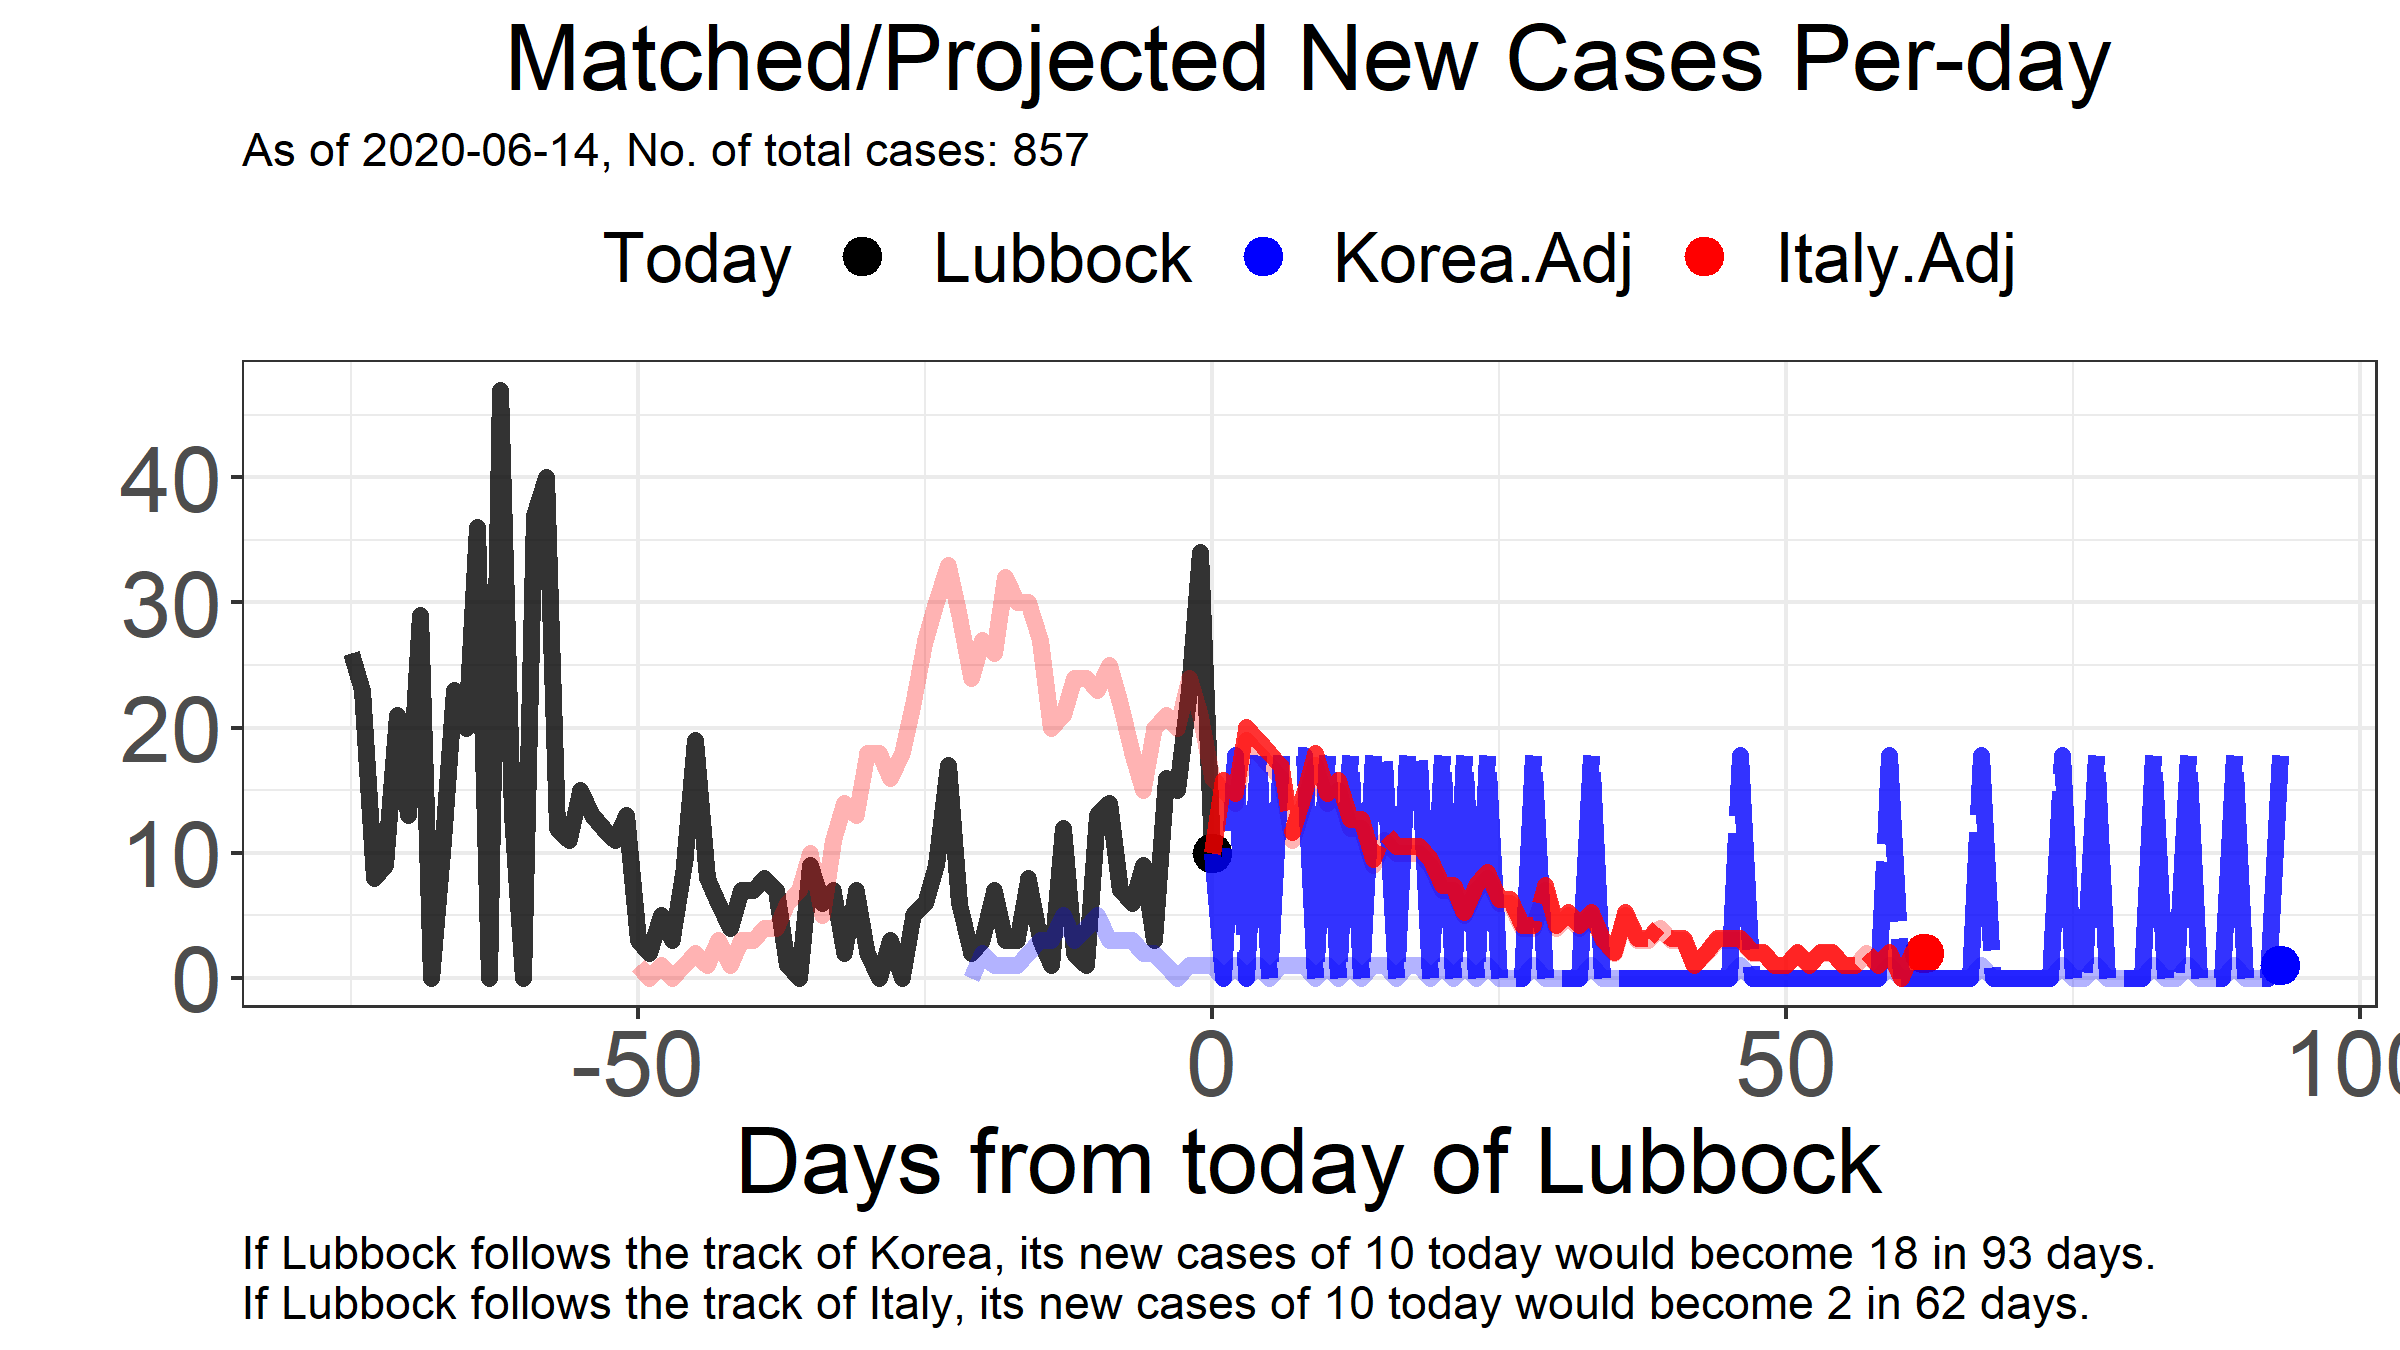 Matched/Projected New Cases Per-day
As of 2020-06-14, No. of total cases: 857
Today Lubbock Korea.Adj Italy.Adj
40
30
20
10
0
-50 0 50 100
Days from today of Lubbock
If Lubbock follows the track of Korea, its new cases of 10 today would become 18 in 93 days.
If Lubbock follows the track of Italy, its new cases of 10 today would become 2 in 62 days.